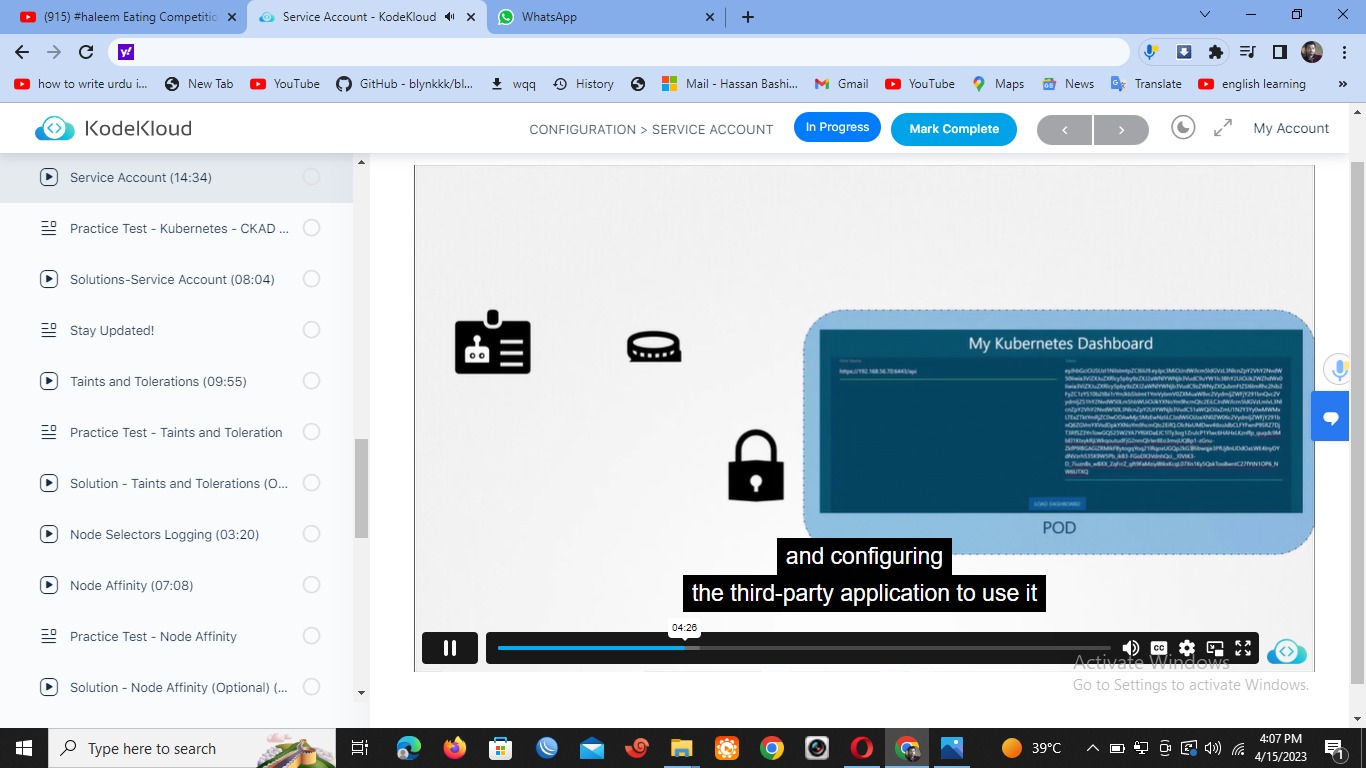 (915) #haleem Eating Competitio
Service Account - KodeKloud
WhatsApp
y!
how to write urdu i...
New Tab
YouTube
GitHub - blynkkk/bl...
wqq
History
Mail - Hassan Bashi...
Gmail
YouTube
Maps
News
Translate
english learning
KodeKloud
CONFIGURATION > SERVICE ACCOUNT
In Progress
Mark Complete
My Account
Service Account (14:34)
Practice Test - Kubernetes - CKAD ...
Solutions-Service Account (08:04)
Stay Updated!
Taints and Tolerations (09:55)
Practice Test - Taints and Toleration
Solution - Taints and Tolerations (O...
Node Selectors Logging (03:20)
Node Affinity (07:08)
Practice Test - Node Affinity
Solution - Node Affinity (Optional) (...
My Kubernetes Dashboard
https://192.168.56.70:6443/api
LOAD DASHBOARD
POD
and configuring
the third-party application to use it
04:26
CC
Activate Windows
Go to Settings to activate Windows.
Type here to search
39°C
4:07 PM
4/15/2023
1